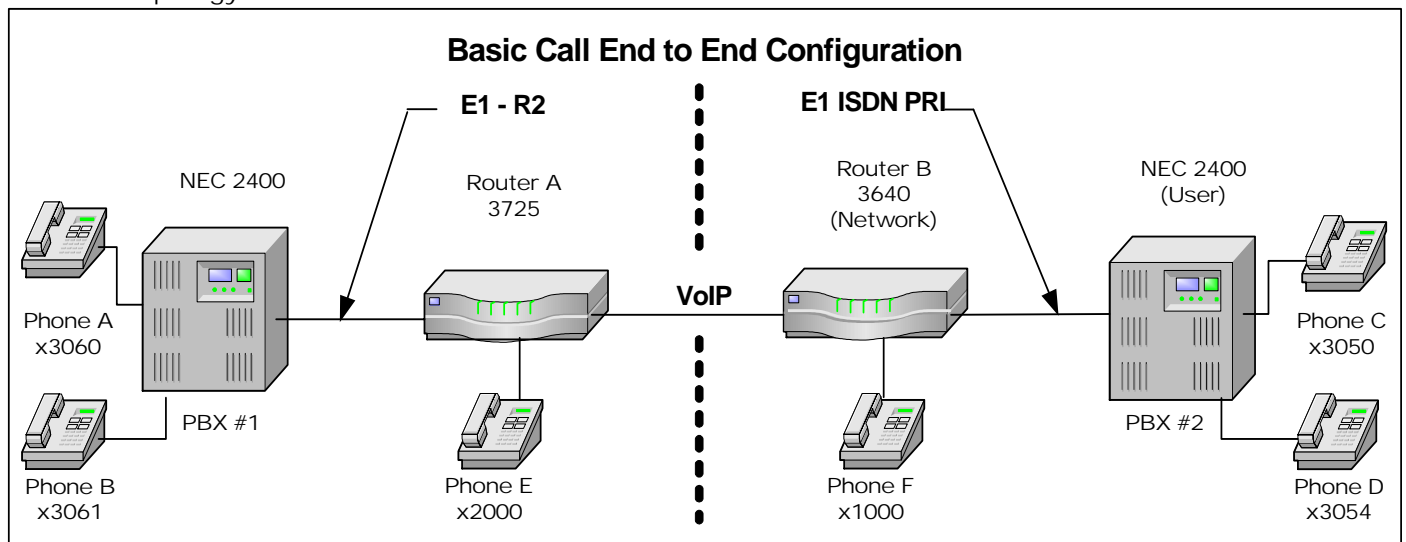 Basic Call End to End Configuration
E1 - R2
E1 ISDN PRI
NEC 2400
Router A
3725
Router B
3640
(Network)
NEC 2400
(User)
VoIP
Phone A
x3060
Phone C
x3050
PBX #1
PBX #2
Phone B
x3061
Phone E
x2000
Phone F
x1000
Phone D
x3054